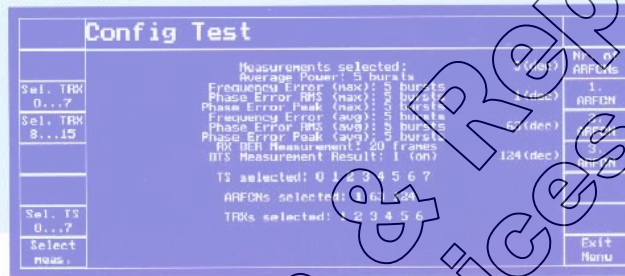 Config Test
Measurements selected:
Average Power: 5 bursts
Frequency Error (max): 5 bursts
Phase Error RMS (max): 5 bursts
Phase Error Peak (max): 5 bursts
Frequency Error (avg): 5 bursts
Phase Error RMS (avg): 5 bursts
Phase Error Peak (avg): 5 bursts
RX BER Measurement: 20 frames
BTS Measurement Result: 1 (on)
TS selected: 0 1 2 3 4 5 6 7
ARFCNs selected: 1 63 124
TRXs selected: 1 2 3 4 5 6
Sel. TRX
0...7
Sel. TRX
8...15
Sel. TS
0...7
Select
meas.
(dec)
Nr. of
ARFCNs
1(dec)
1.
ARFCN
63(dec)
124(dec)
3.
ARFCN
Exit
Menu
& Rep
ices